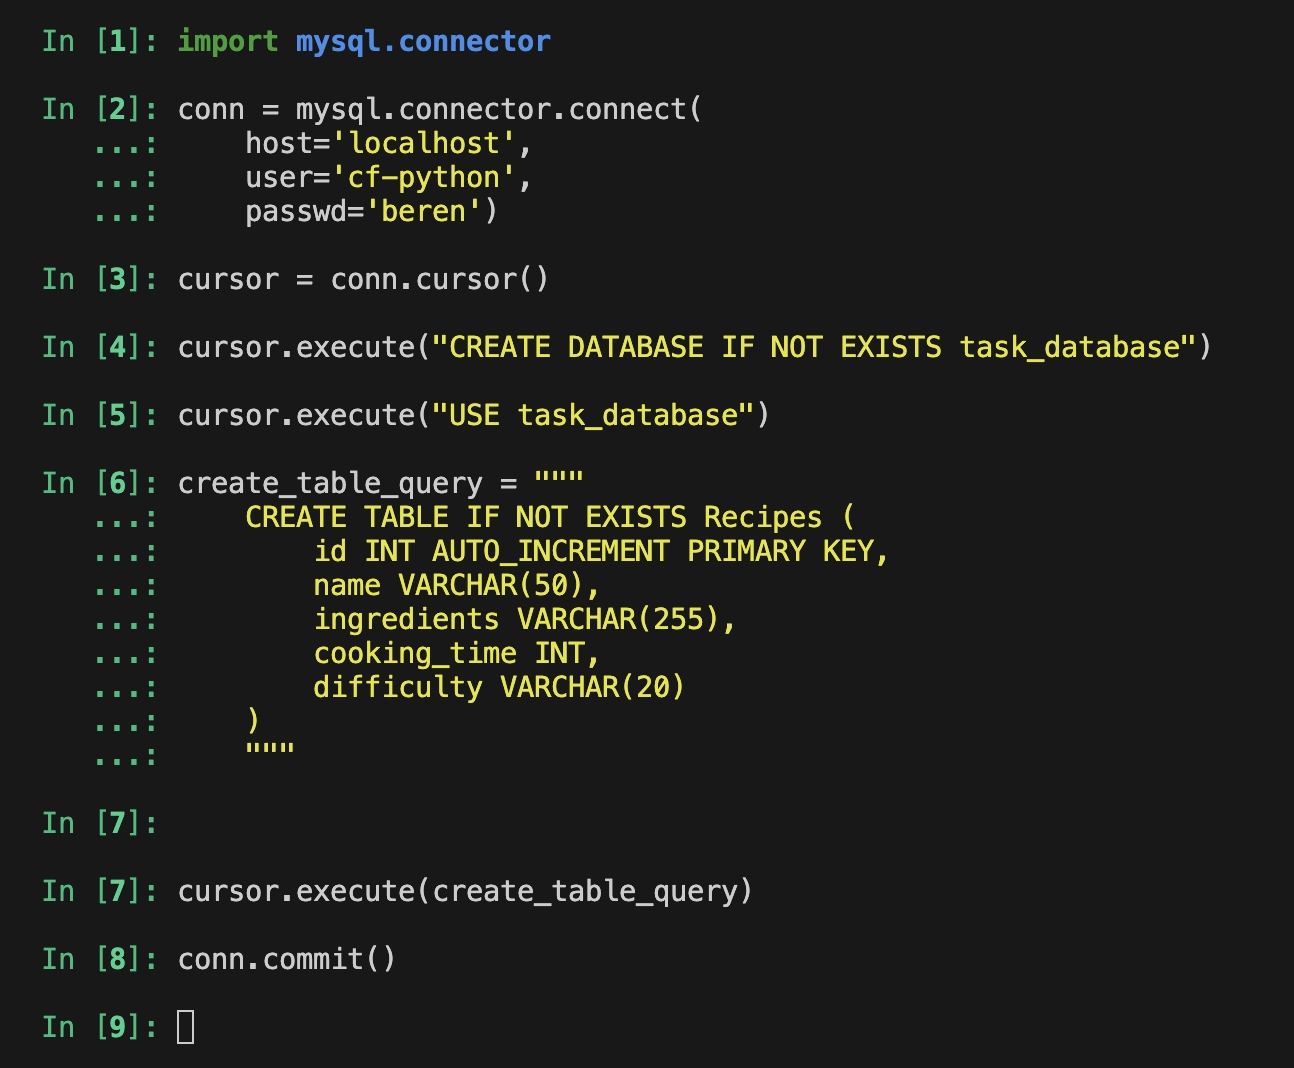 In [1]: import mysql.connector
In [2]: conn = mysql.connector.connect(
   ...:     host='localhost',
   ...:     user='cf-python',
   ...:     passwd='beren')
In [3]: cursor = conn.cursor()
In [4]: cursor.execute("CREATE DATABASE IF NOT EXISTS task_database")
In [5]: cursor.execute("USE task_database")
In [6]: create_table_query = """
   ...:     CREATE TABLE IF NOT EXISTS Recipes (
   ...:         id INT AUTO_INCREMENT PRIMARY KEY,
   ...:         name VARCHAR(50),
   ...:         ingredients VARCHAR(255),
   ...:         cooking_time INT,
   ...:         difficulty VARCHAR(20)
   ...:     )
   ...:     """
In [7]:
In [7]: cursor.execute(create_table_query)
In [8]: conn.commit()
In [9]: